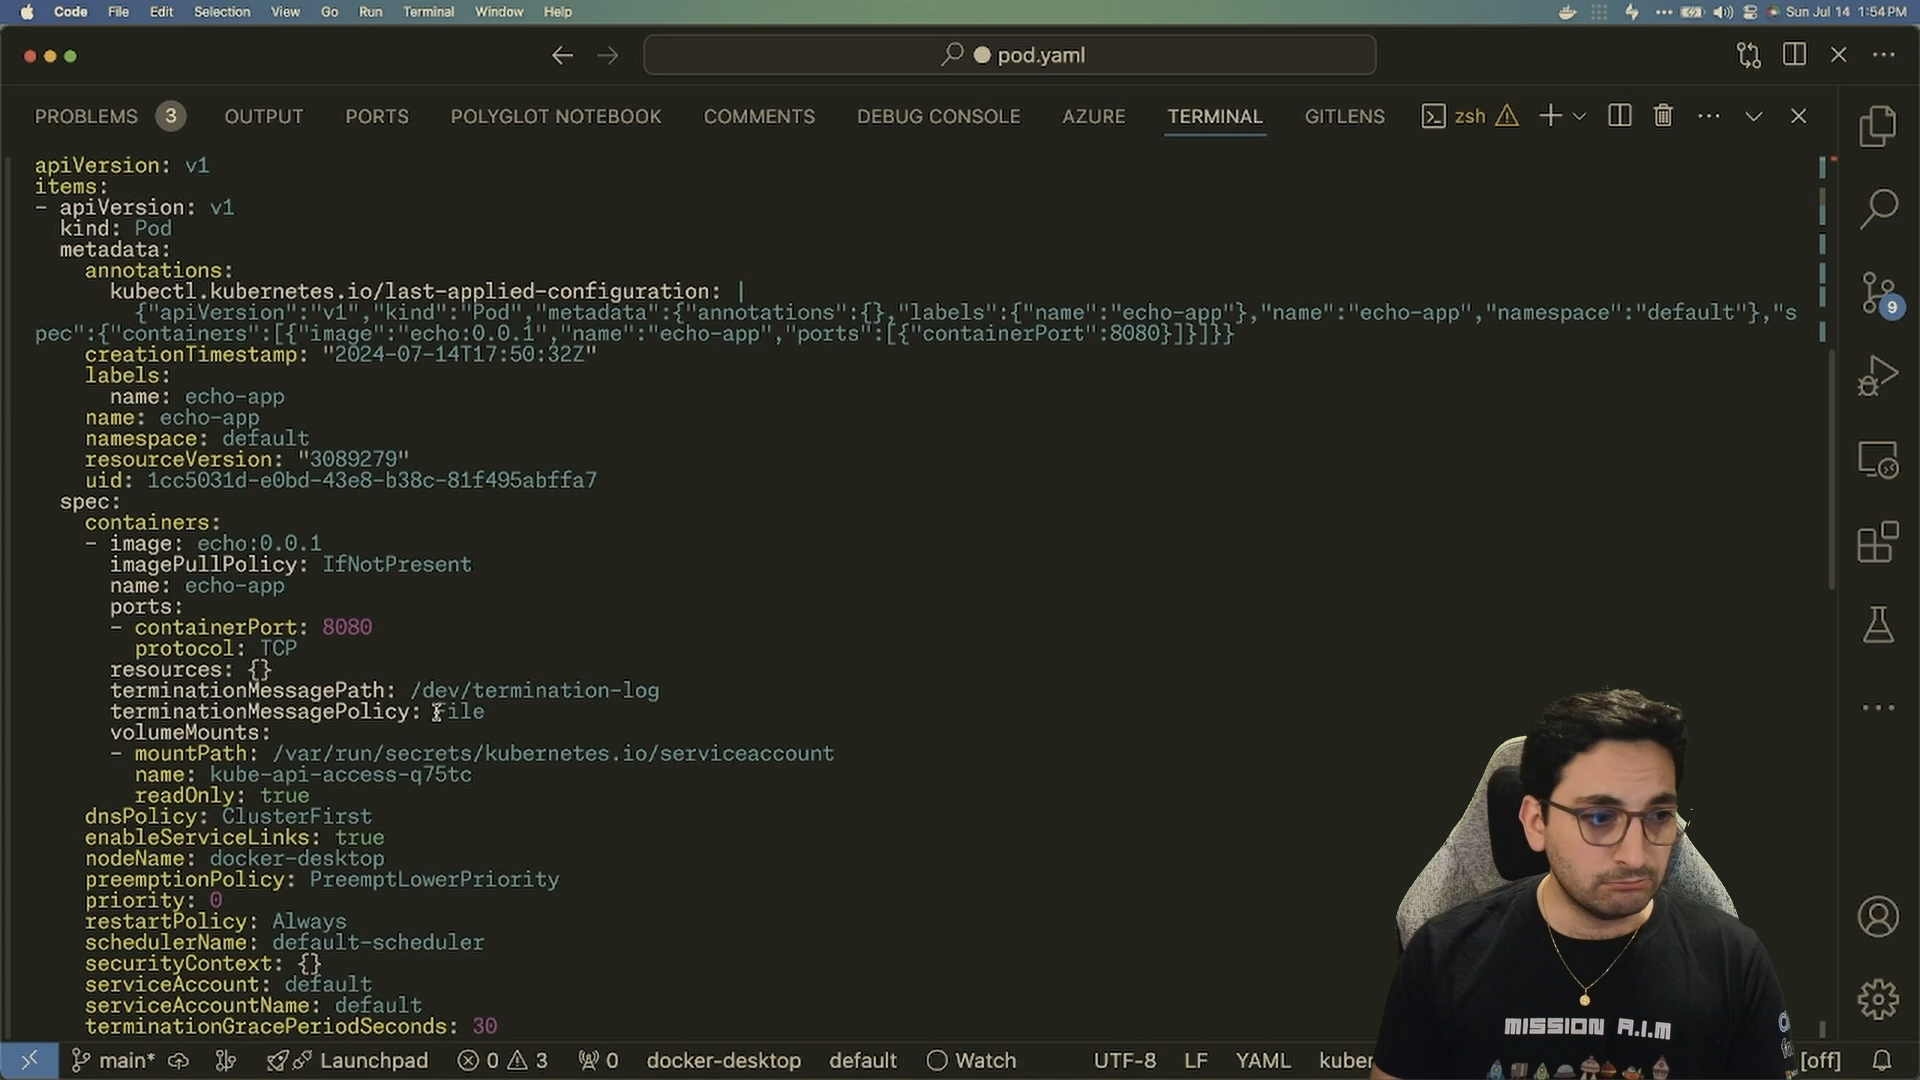 Code File Edit Selection View Go Run Terminal Window Help Sun Jul 14 1:54 PM
pod.yaml
PROBLEMS 3 OUTPUT PORTS POLYGLOT NOTEBOOK COMMENTS DEBUG CONSOLE AZURE TERMINAL GITLENS zsh
apiVersion: v1
items:
- apiVersion: v1
kind: Pod
metadata:
annotations:
kubectl.kubernetes.io/last-applied-configuration: |
{"apiVersion":"v1","kind":"Pod","metadata":{"annotations":{},"labels":{"name":"echo-app"},"name":"echo-app","namespace":"default"},"s
pec":{"containers":[{"image":"echo:0.0.1","name":"echo-app","ports":[{"containerPort":8080}]}]}}
creationTimestamp: "2024-07-14T17:50:32Z"
labels:
name: echo-app
name: echo-app
namespace: default
resourceVersion: "3089279"
uid: 1cc5031d-e0bd-43e8-b38c-81f495abffa7
spec:
containers:
- image: echo:0.0.1
imagePullPolicy: IfNotPresent
name: echo-app
ports:
- containerPort: 8080
protocol: TCP
resources: {}
terminationMessagePath: /dev/termination-log
terminationMessagePolicy: File
volumeMounts:
- mountPath: /var/run/secrets/kubernetes.io/serviceaccount
name: kube-api-access-q75tc
readOnly: true
dnsPolicy: ClusterFirst
enableServiceLinks: true
nodeName: docker-desktop
preemptionPolicy: PreemptLowerPriority
priority: 0
restartPolicy: Always
schedulerName: default-scheduler
securityContext: {}
serviceAccount: default
serviceAccountName: default
terminationGracePeriodSeconds: 30
9
MISSION A.I.M
main* Launchpad 0 3 0 docker-desktop default Watch UTF-8 LF YAML kuber [off]